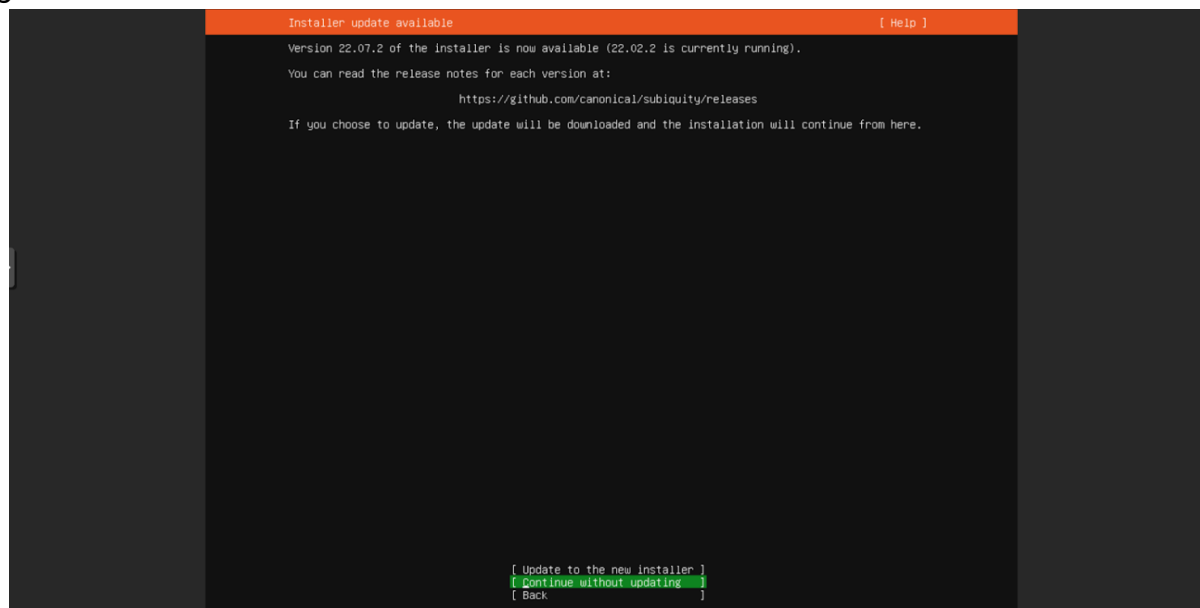 Installer update available [ Help ]
Version 22.07.2 of the installer is now available (22.02.2 is currently running).
You can read the release notes for each version at:
https://github.com/canonical/subiquity/releases
If you choose to update, the update will be downloaded and the installation will continue from here.
[ Update to the new installer ]
[ Continue without updating ]
[ Back ]